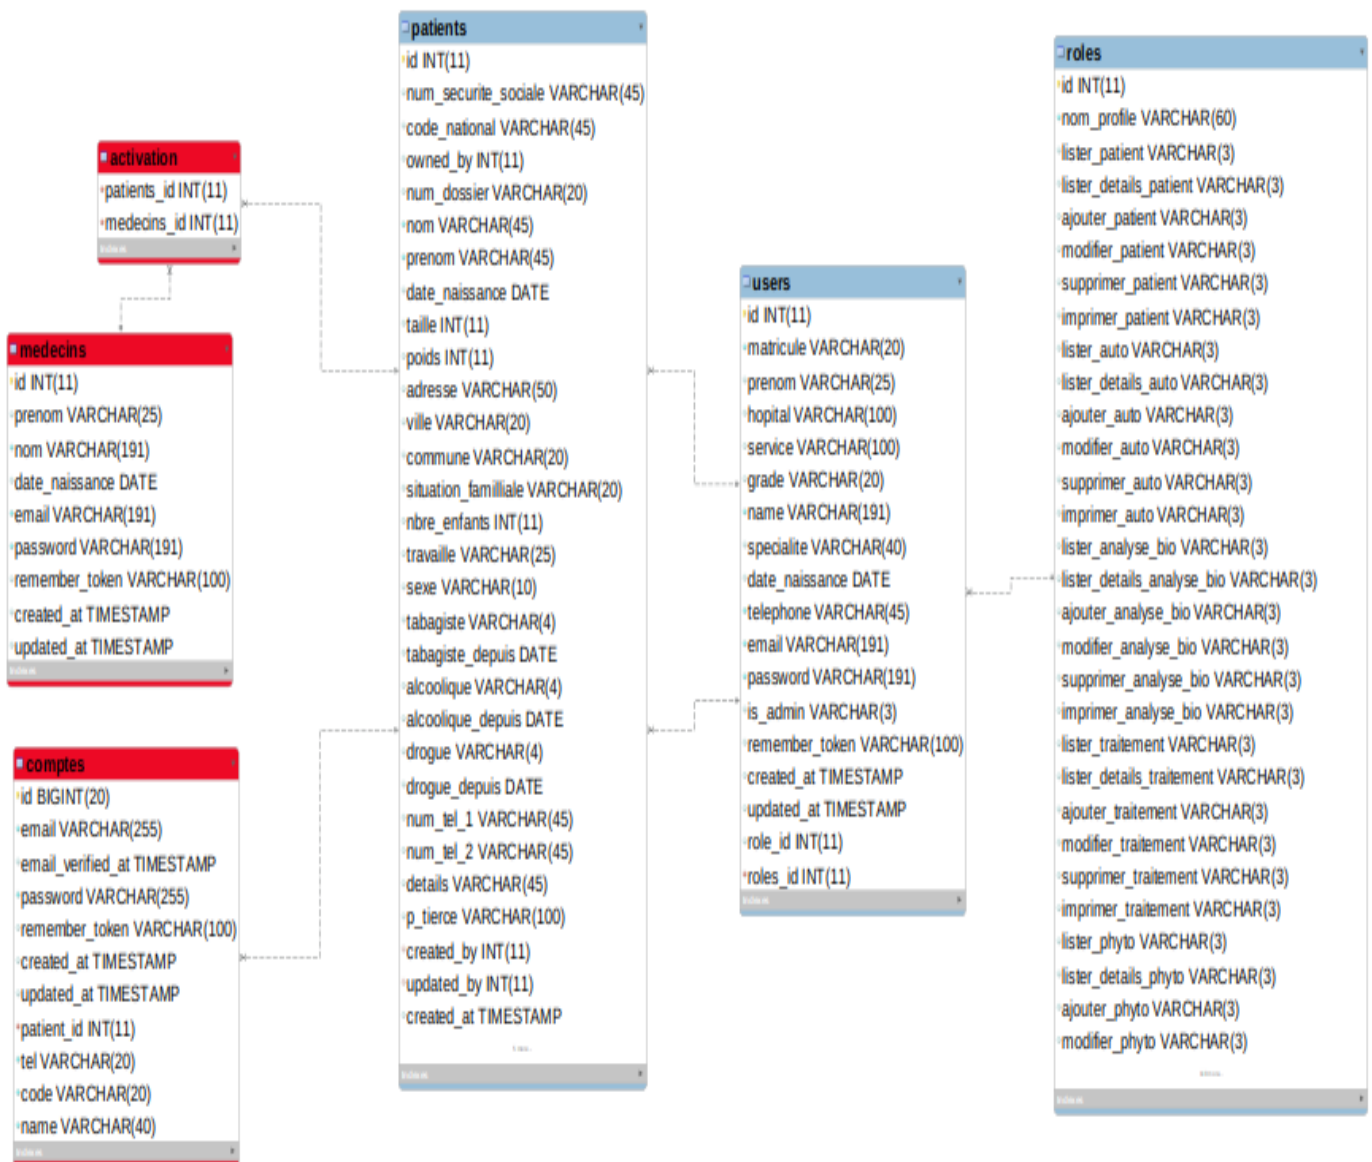 activation
patients_id INT(11)
medecins_id INT(11)
medecins
id INT(11)
prenom VARCHAR(25)
nom VARCHAR(191)
date_naissance DATE
email VARCHAR(191)
password VARCHAR(191)
remember_token VARCHAR(100)
created_at TIMESTAMP
updated_at TIMESTAMP
comptes
id BIGINT(20)
email VARCHAR(255)
email_verified_at TIMESTAMP
password VARCHAR(255)
remember_token VARCHAR(100)
created_at TIMESTAMP
updated_at TIMESTAMP
patient_id INT(11)
tel VARCHAR(20)
code VARCHAR(20)
name VARCHAR(40)
patients
id INT(11)
num_securite_sociale VARCHAR(45)
code_national VARCHAR(45)
owned_by INT(11)
num_dossier VARCHAR(20)
nom VARCHAR(45)
prenom VARCHAR(45)
date_naissance DATE
taille INT(11)
poids INT(11)
adresse VARCHAR(50)
ville VARCHAR(20)
commune VARCHAR(20)
situation_familliale VARCHAR(20)
nbre_enfants INT(11)
travaille VARCHAR(25)
sexe VARCHAR(10)
tabagiste VARCHAR(4)
tabagiste_depuis DATE
alcoolique VARCHAR(4)
alcoolique_depuis DATE
drogue VARCHAR(4)
drogue_depuis DATE
num_tel_1 VARCHAR(45)
num_tel_2 VARCHAR(45)
details VARCHAR(45)
p_tierce VARCHAR(100)
created_by INT(11)
updated_by INT(11)
created_at TIMESTAMP
users
id INT(11)
matricule VARCHAR(20)
prenom VARCHAR(25)
hopital VARCHAR(100)
service VARCHAR(100)
grade VARCHAR(20)
name VARCHAR(191)
specialite VARCHAR(40)
date_naissance DATE
telephone VARCHAR(45)
email VARCHAR(191)
password VARCHAR(191)
is_admin VARCHAR(3)
remember_token VARCHAR(100)
created_at TIMESTAMP
updated_at TIMESTAMP
role_id INT(11)
roles_id INT(11)
roles
id INT(11)
nom_profile VARCHAR(60)
lister_patient VARCHAR(3)
lister_details_patient VARCHAR(3)
ajouter_patient VARCHAR(3)
modifier_patient VARCHAR(3)
supprimer_patient VARCHAR(3)
imprimer_patient VARCHAR(3)
lister_auto VARCHAR(3)
lister_details_auto VARCHAR(3)
ajouter_auto VARCHAR(3)
modifier_auto VARCHAR(3)
supprimer_auto VARCHAR(3)
imprimer_auto VARCHAR(3)
lister_analyse_bio VARCHAR(3)
lister_details_analyse_bio VARCHAR(3)
ajouter_analyse_bio VARCHAR(3)
modifier_analyse_bio VARCHAR(3)
supprimer_analyse_bio VARCHAR(3)
imprimer_analyse_bio VARCHAR(3)
lister_traitement VARCHAR(3)
lister_details_traitement VARCHAR(3)
ajouter_traitement VARCHAR(3)
modifier_traitement VARCHAR(3)
supprimer_traitement VARCHAR(3)
imprimer_traitement VARCHAR(3)
lister_phyto VARCHAR(3)
lister_details_phyto VARCHAR(3)
ajouter_phyto VARCHAR(3)
modifier_phyto VARCHAR(3)